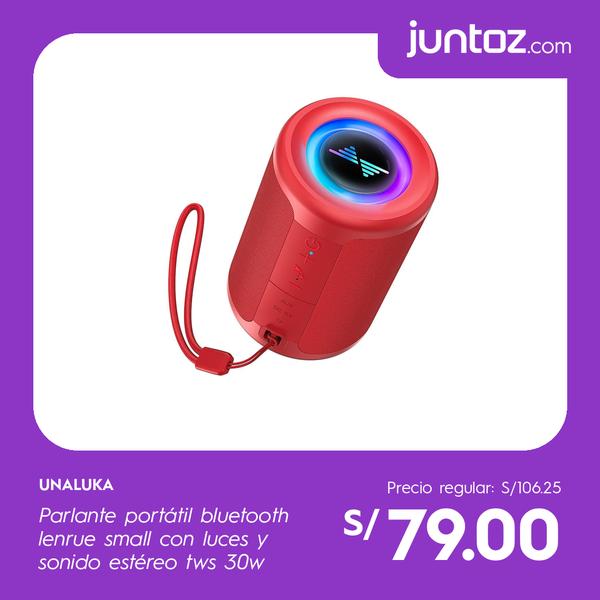 juntoz.com
UNALUKA
Parlante portátil bluetooth
lenrue small con luces y
sonido estéreo tws 30w
Precio regular: S/106.25
S/79.00